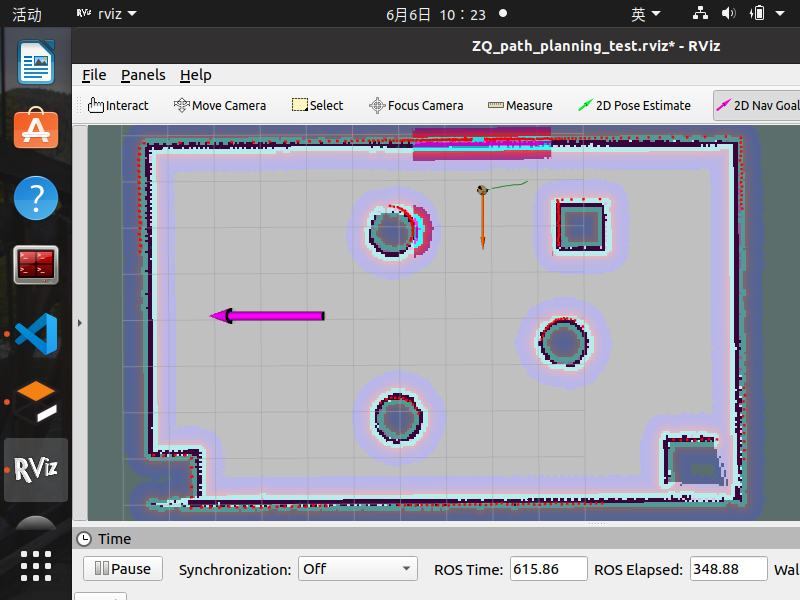 活动
RViz rviz
6月6日 10：23
英
ZQ_path_planning_test.rviz* - RViz
File Panels Help
Interact Move Camera Select Focus Camera Measure 2D Pose Estimate 2D Nav Goal
RViz
Time
Pause Synchronization: Off ROS Time: 615.86 ROS Elapsed: 348.88 Wal